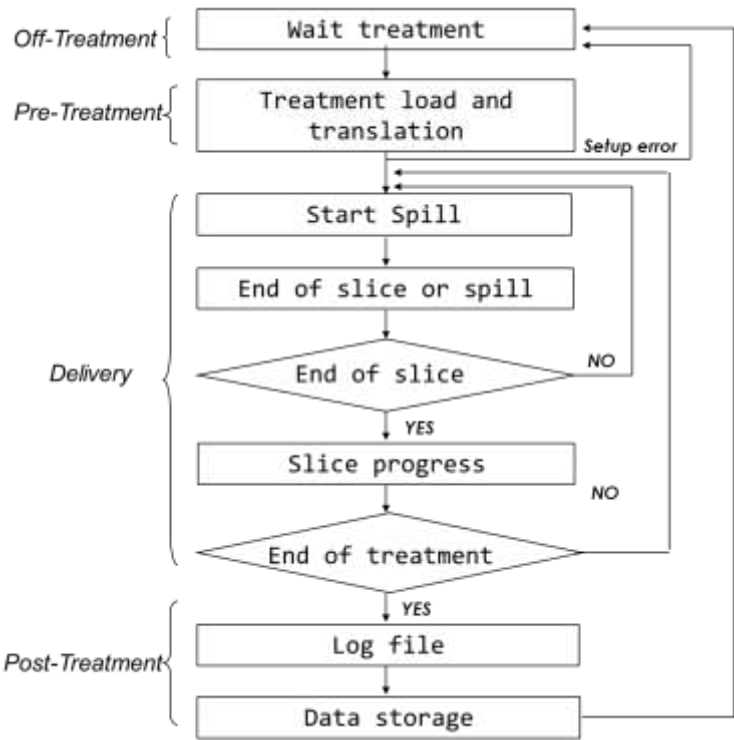 Off-Treatment
Wait treatment
Pre-Treatment
Treatment load and
translation
Setup error
Start Spill
End of slice or spill
Delivery
End of slice
NO
YES
Slice progress
NO
End of treatment
YES
Log file
Post-Treatment
Data storage